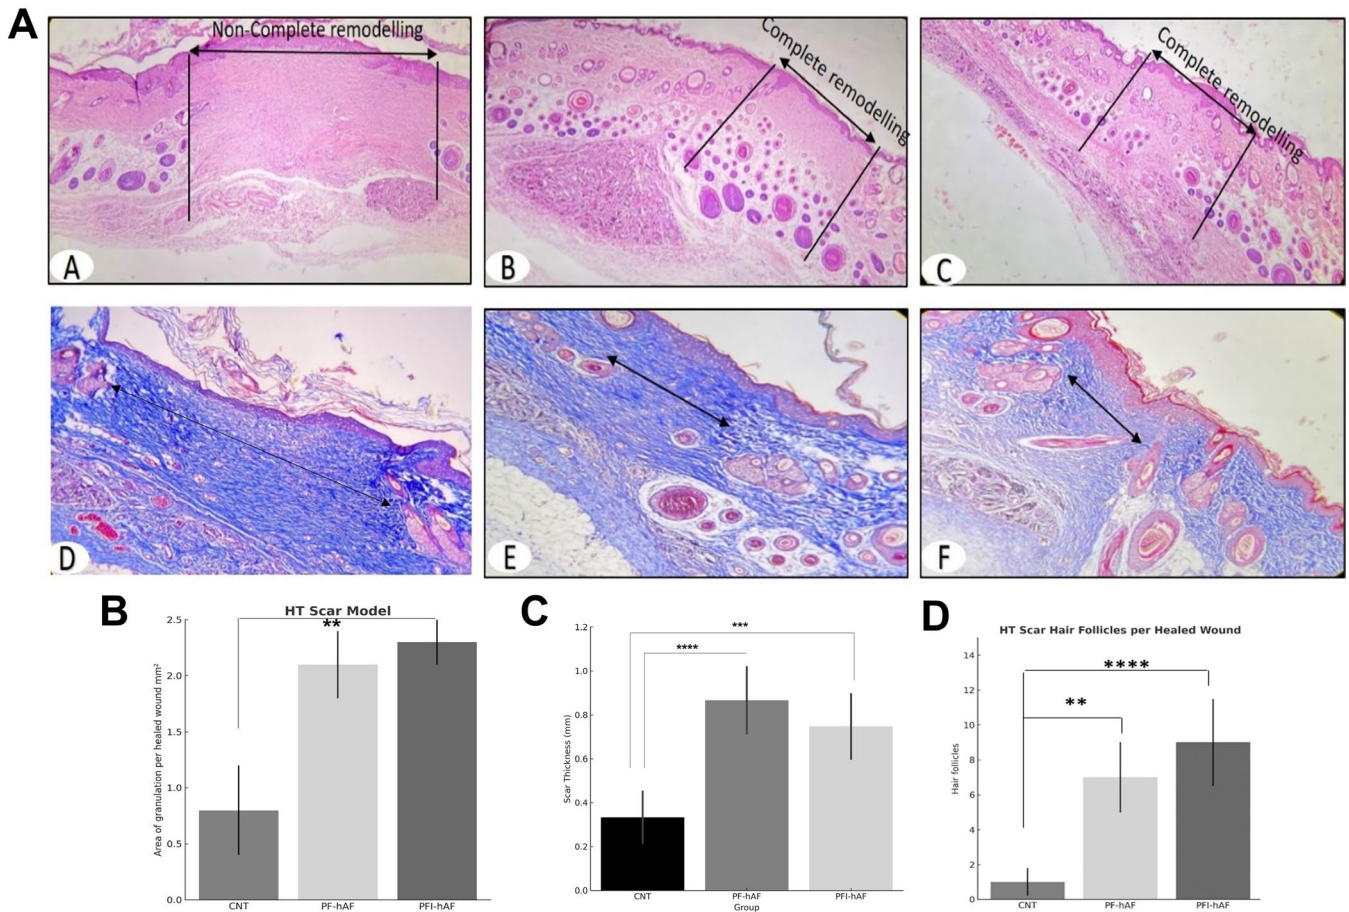 A
Non-Complete remodelling
A
Complete remodelling
B
Complete remodelling
C
D
E
F
B
HT Scar Model
**
Area of granulation per healed wound mm²
2.5
2.0
1.5
1.0
0.5
0.0
CNT
PF-hAF
PFI-hAF
C
***
****
Scar Thickness (mm)
1.2
1.0
0.8
0.6
0.4
0.2
0.0
CNT
PF-hAF
PFI-hAF
Group
D
HT Scar Hair Follicles per Healed Wound
****
**
Hair follicles
14
12
10
8
6
4
2
0
CNT
PF-hAF
PFI-hAF